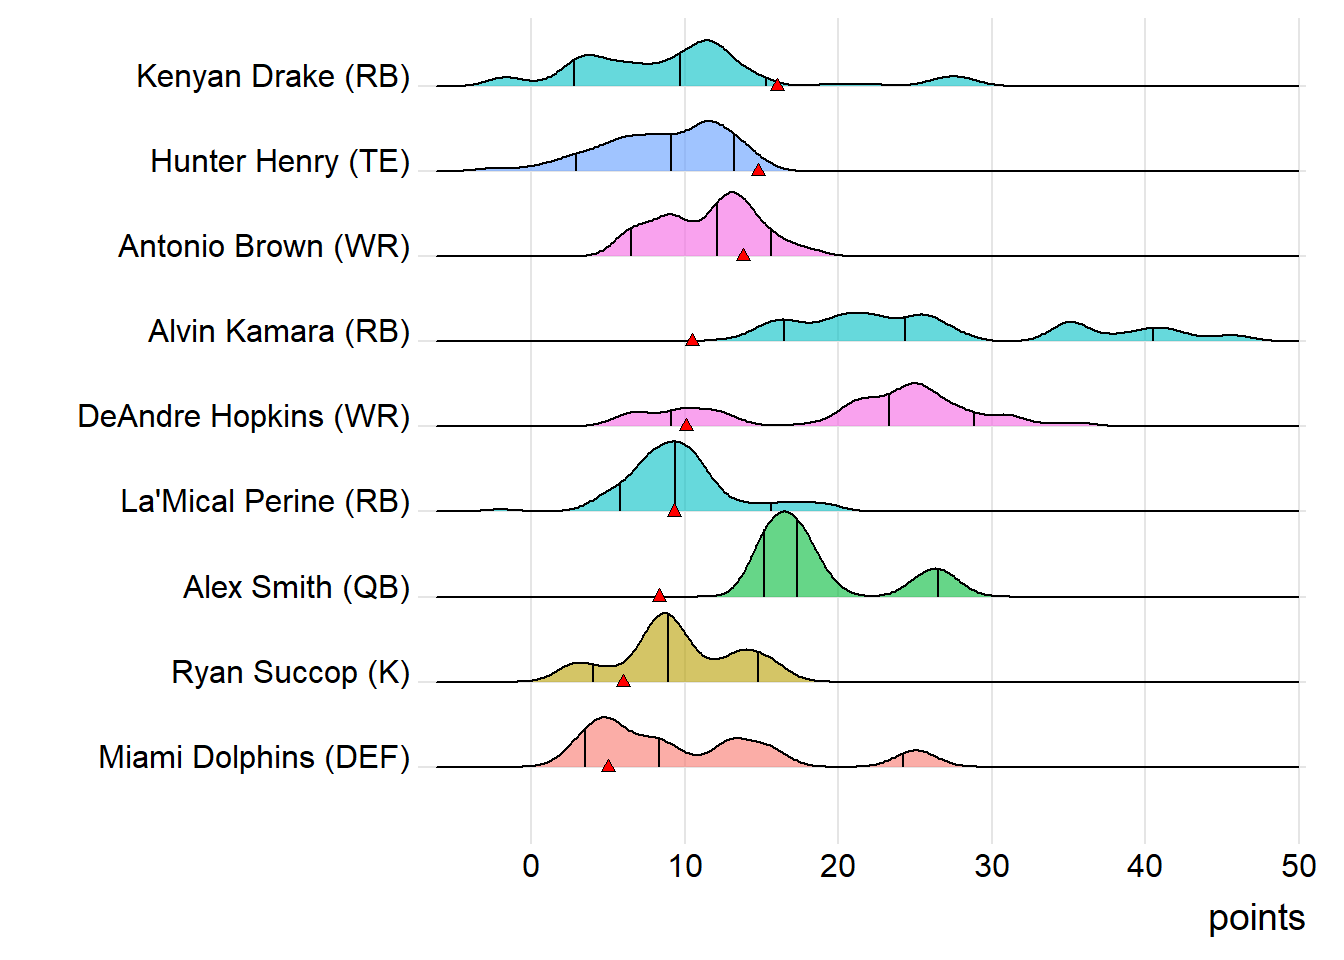 Kenyan Drake (RB)
Hunter Henry (TE)
Antonio Brown (WR)
Alvin Kamara (RB)
DeAndre Hopkins (WR)
La'Mical Perine (RB)
Alex Smith (QB)
Ryan Succop (K)
Miami Dolphins (DEF)
0 10 20 30 40 50
points